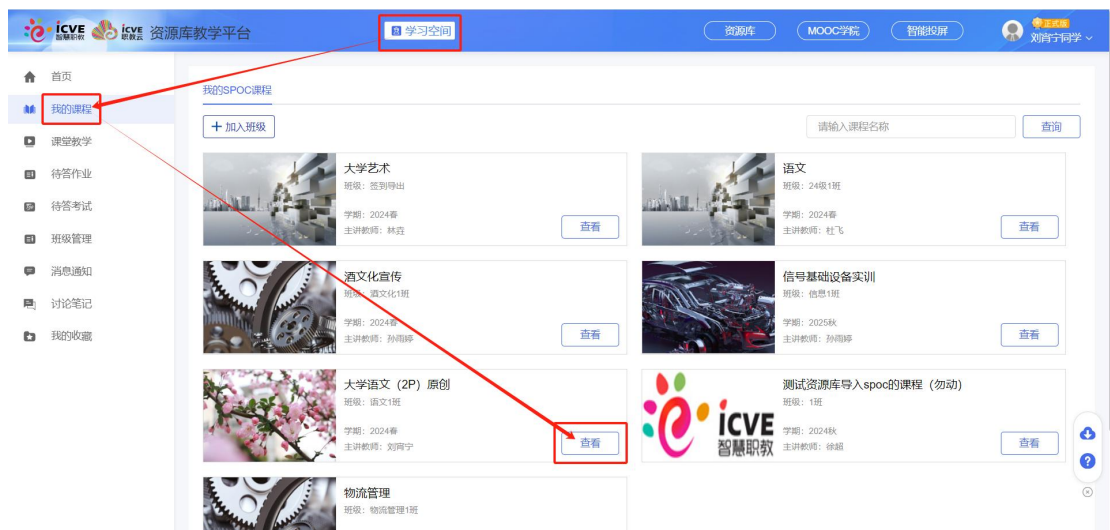 icve 智慧职教 icve 职教云 资源库教学平台
学习空间
资源库
MOOC学院
智能投屏
正式版
刘宵宁同学
首页
我的课程
课堂教学
待答作业
待答考试
班级管理
消息通知
讨论笔记
我的收藏
我的SPOC课程
+ 加入班级
请输入课程名称
查询
大学艺术
班级：签到导出
学期：2024春
主讲教师：林垚
查看
语文
班级：24级1班
学期：2024春
主讲教师：杜飞
查看
酒文化宣传
班级：酒文化1班
学期：2024春
主讲教师：孙雨婷
查看
信号基础设备实训
班级：信息1班
学期：2025秋
主讲教师：孙雨婷
查看
大学语文（2P）原创
班级：语文1班
学期：2024春
主讲教师：刘宵宁
查看
icve
智慧职教
测试资源库导入spoc的课程（勿动）
班级：1班
学期：2024秋
主讲教师：徐超
查看
物流管理
班级：物流管理1班